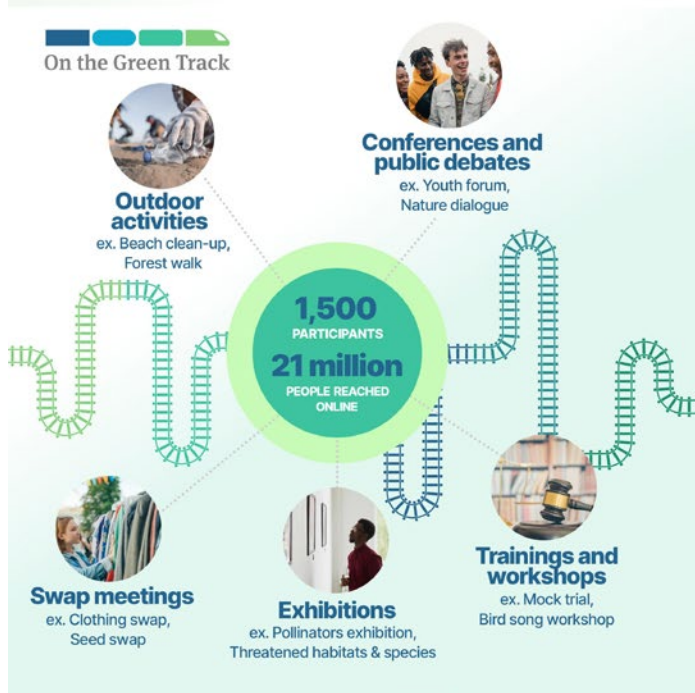 On the Green Track
Conferences and
public debates
ex. Youth forum,
Nature dialogue
Outdoor
activities
ex. Beach clean-up,
Forest walk
1,500
PARTICIPANTS
21 million
PEOPLE REACHED
ONLINE
Swap meetings
ex. Clothing swap,
Seed swap
Exhibitions
ex. Pollinators exhibition,
Threatened habitats & species
Trainings and
workshops
ex. Mock trial,
Bird song workshop